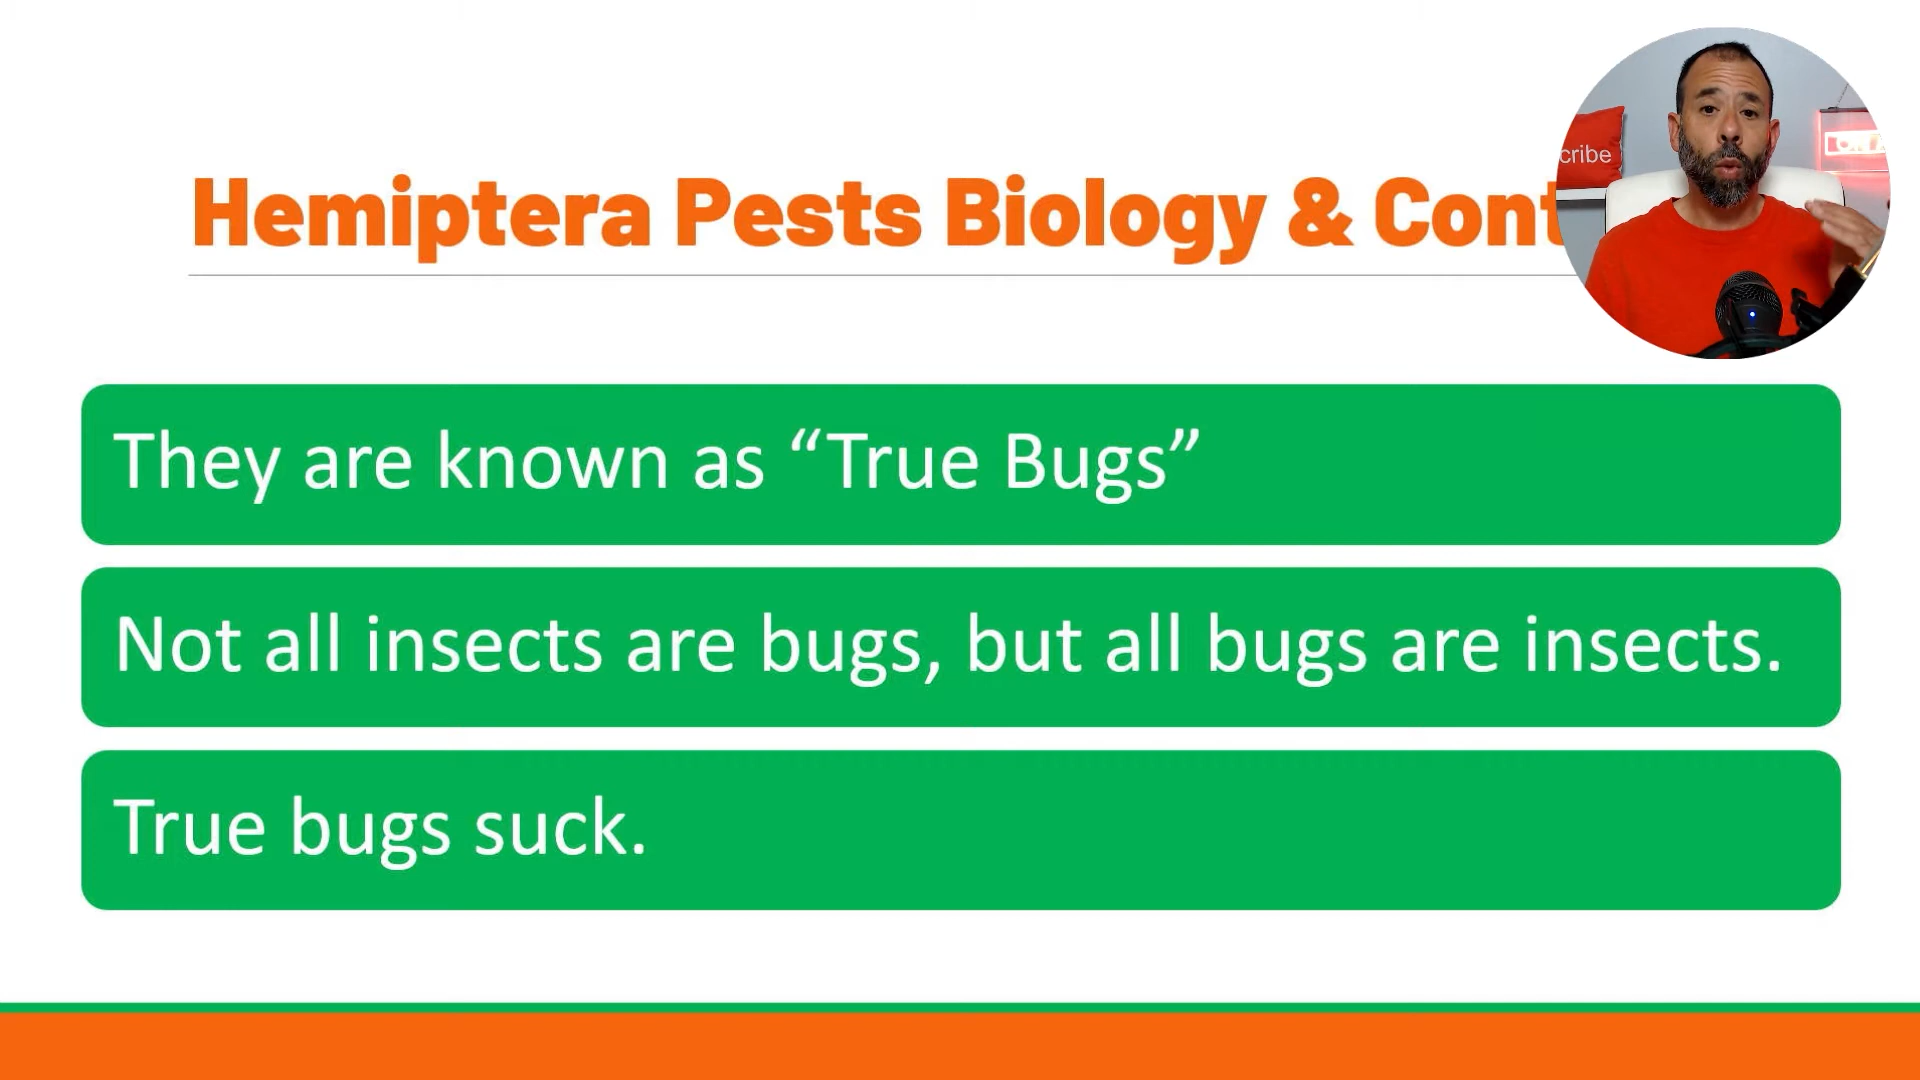 Hemiptera Pests Biology & Cont
cribe
They are known as “True Bugs”
Not all insects are bugs, but all bugs are insects.
True bugs suck.